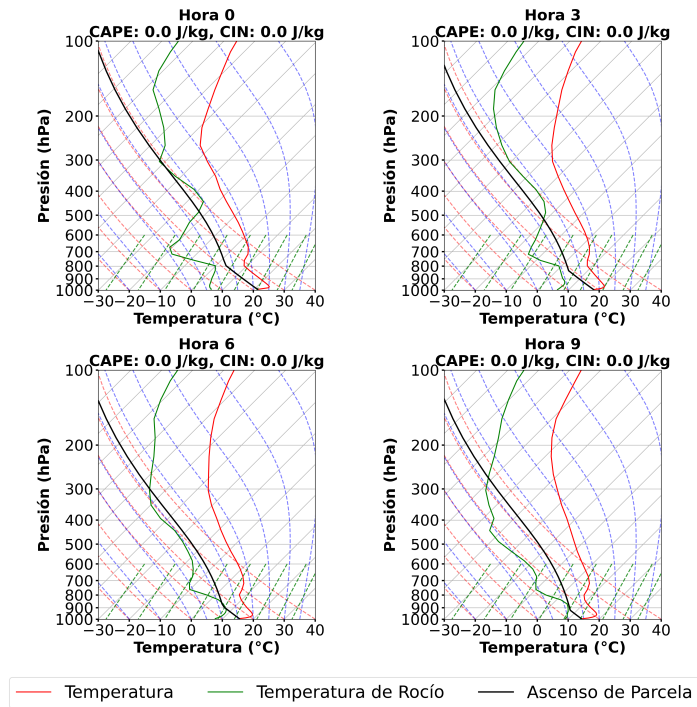 Hora 0
CAPE: 0.0 J/kg, CIN: 0.0 J/kg
100
200
300
400
500
600
700
800
900
1000
Presión (hPa)
−30 −20 −10 0 10 20 30 40
Temperatura (°C)
Hora 3
CAPE: 0.0 J/kg, CIN: 0.0 J/kg
100
200
300
400
500
600
700
800
900
1000
Presión (hPa)
−30 −20 −10 0 10 20 30 40
Temperatura (°C)
Hora 6
CAPE: 0.0 J/kg, CIN: 0.0 J/kg
100
200
300
400
500
600
700
800
900
1000
Presión (hPa)
−30 −20 −10 0 10 20 30 40
Temperatura (°C)
Hora 9
CAPE: 0.0 J/kg, CIN: 0.0 J/kg
100
200
300
400
500
600
700
800
900
1000
Presión (hPa)
−30 −20 −10 0 10 20 30 40
Temperatura (°C)
Temperatura Temperatura de Rocío Ascenso de Parcela